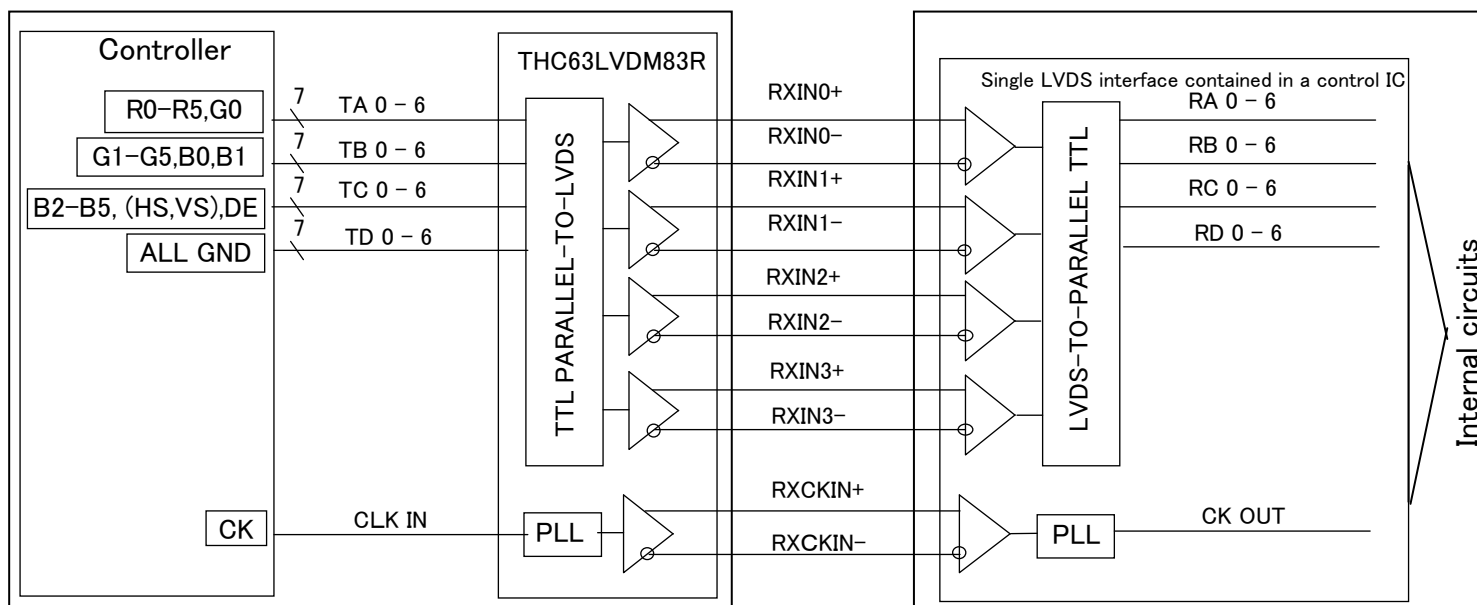 Controller
THC63LVDM83R
Single LVDS interface contained in a control IC
R0-R5,G0
7
TA 0 - 6
RXIN0+
RA 0 - 6
G1-G5,B0,B1
7
TB 0 - 6
RXIN0-
RB 0 - 6
B2-B5, (HS,VS),DE
7
TC 0 - 6
RXIN1+
RC 0 - 6
ALL GND
7
TD 0 - 6
RXIN1-
RD 0 - 6
TTL PARALLEL-TO-LVDS
RXIN2+
RXIN2-
RXIN3+
RXIN3-
LVDS-TO-PARALLEL TTL
Internal circuits
CK
CLK IN
PLL
RXCKIN+
RXCKIN-
PLL
CK OUT